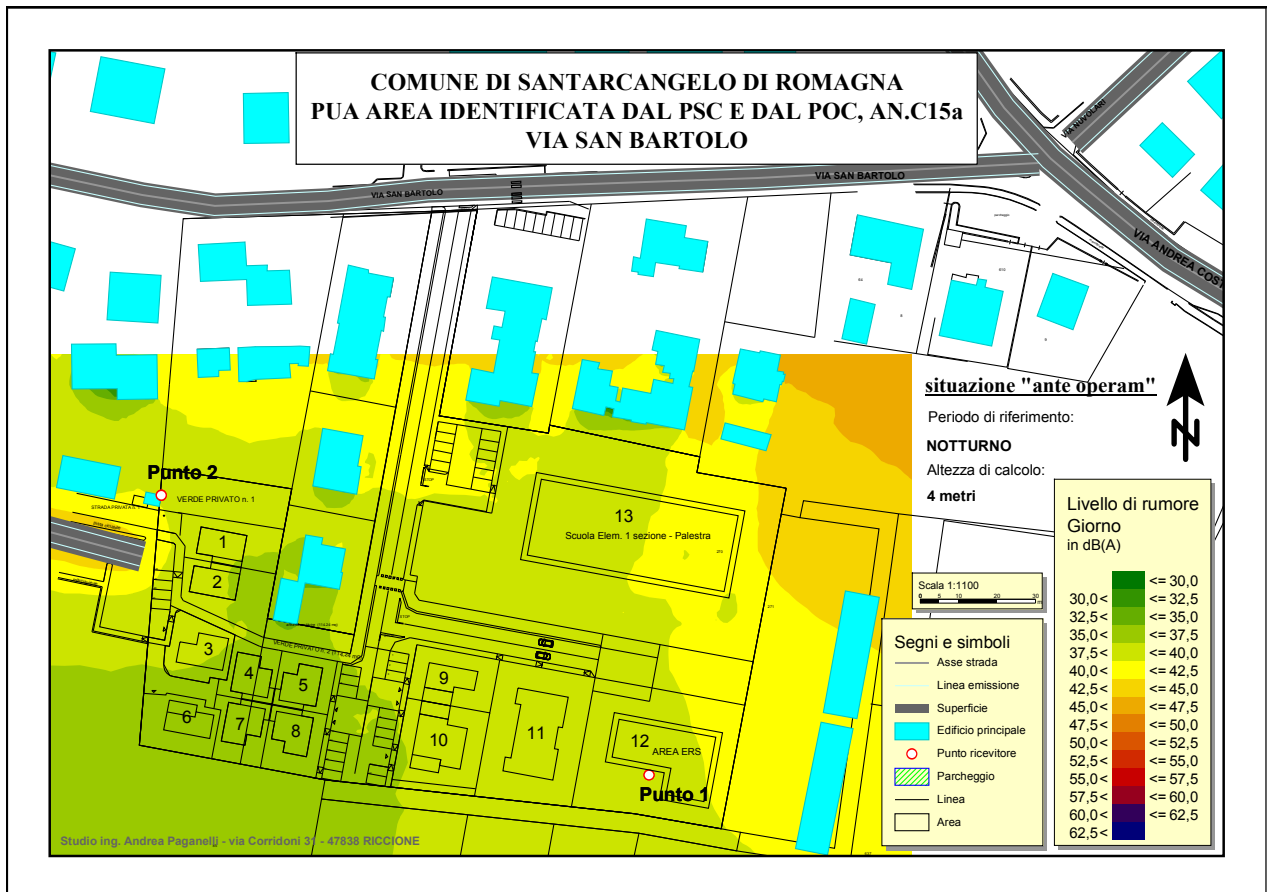 COMUNE DI SANTARCANGELO DI ROMAGNA
PUA AREA IDENTIFICATA DAL PSC E DAL POC, AN.C15a
VIA SAN BARTOLO
VIA NUVOLARI
VIA SAN BARTOLO
VIA SAN BARTOLO
VIA ANDREA COST
parcheggio
situazione "ante operam"
Periodo di riferimento:
NOTTURNO
Altezza di calcolo:
4 metri
N
Punto 2
VERDE PRIVATO n. 1
STRADA PRIVATA n. 1
STOP
13
Scuola Elem. 1 sezione - Palestra
1
2
3
4
5
6
7
8
9
10
11
12
AREA ERS
STOP
Punto 1
Scala 1:1100
0 5 10 20 30
m
Segni e simboli
Asse strada
Linea emissione
Superficie
Edificio principale
Punto ricevitore
Parcheggio
Linea
Area
Livello di rumore
Giorno
in dB(A)
<= 30,0
30,0 < <= 32,5
32,5 < <= 35,0
35,0 < <= 37,5
37,5 < <= 40,0
40,0 < <= 42,5
42,5 < <= 45,0
45,0 < <= 47,5
47,5 < <= 50,0
50,0 < <= 52,5
52,5 < <= 55,0
55,0 < <= 57,5
57,5 < <= 60,0
60,0 < <= 62,5
62,5 <
Studio ing. Andrea Paganelli - via Corridoni 31 - 47838 RICCIONE